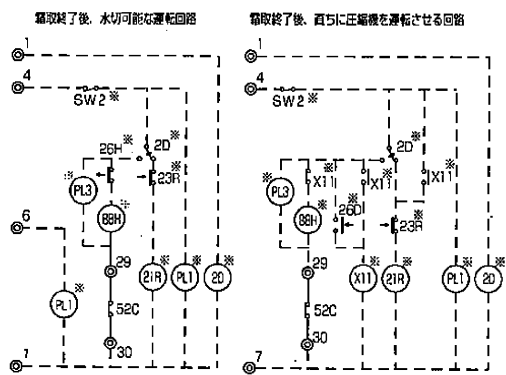 霜取終了後、水切可能な運転回路
霜取終了後、直ちに圧縮機を運転させる回路
1
4
SW2※
26H※
2D※
23R※
※
PL3
88H※
6
29
PL1※
21R※
PL1※
2D※
52C
30
7
1
4
SW2※
2D※
※
PL3
X11※
X11※
X11※
88H※
26D※
23R※
29
X11※
21R※
PL1※
2D※
52C
30
7